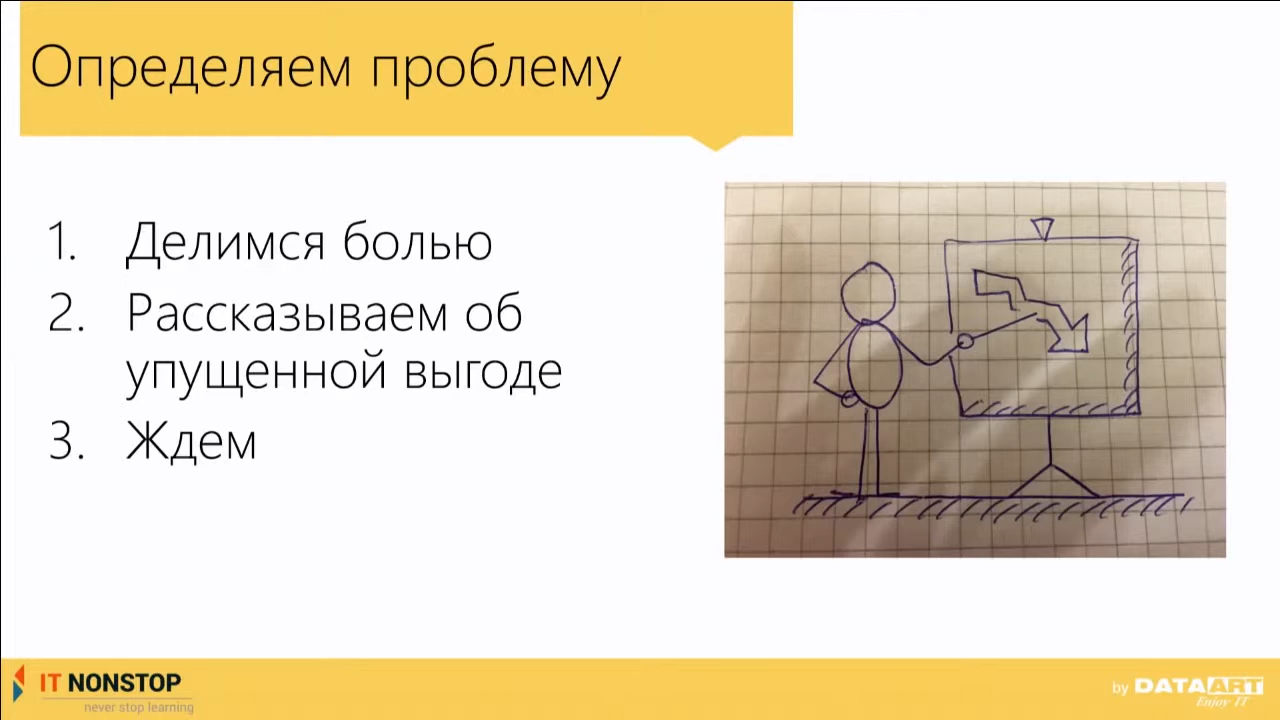 Определяем проблему
1. Делимся болью
2. Рассказываем об
упущенной выгоде
3. Ждем
IT NONSTOP
never stop learning
by DATAART
Enjoy IT